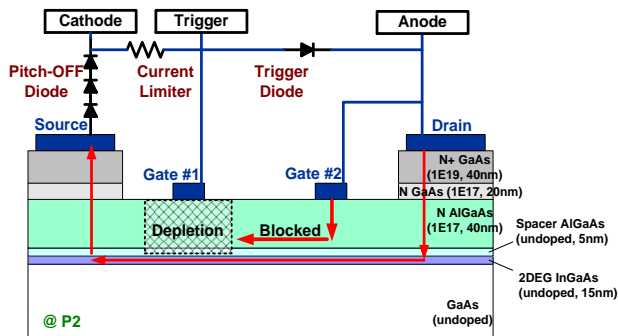 Cathode
Trigger
Anode
Pitch-OFF
Diode
Current
Limiter
Trigger
Diode
Source
Drain
Gate #1
Gate #2
N+ GaAs
(1E19, 40nm)
N GaAs (1E17, 20nm)
N AlGaAs
(1E17, 40nm)
Depletion
Blocked
Spacer AlGaAs
(undoped, 5nm)
2DEG InGaAs
(undoped, 15nm)
GaAs
(undoped)
@ P2